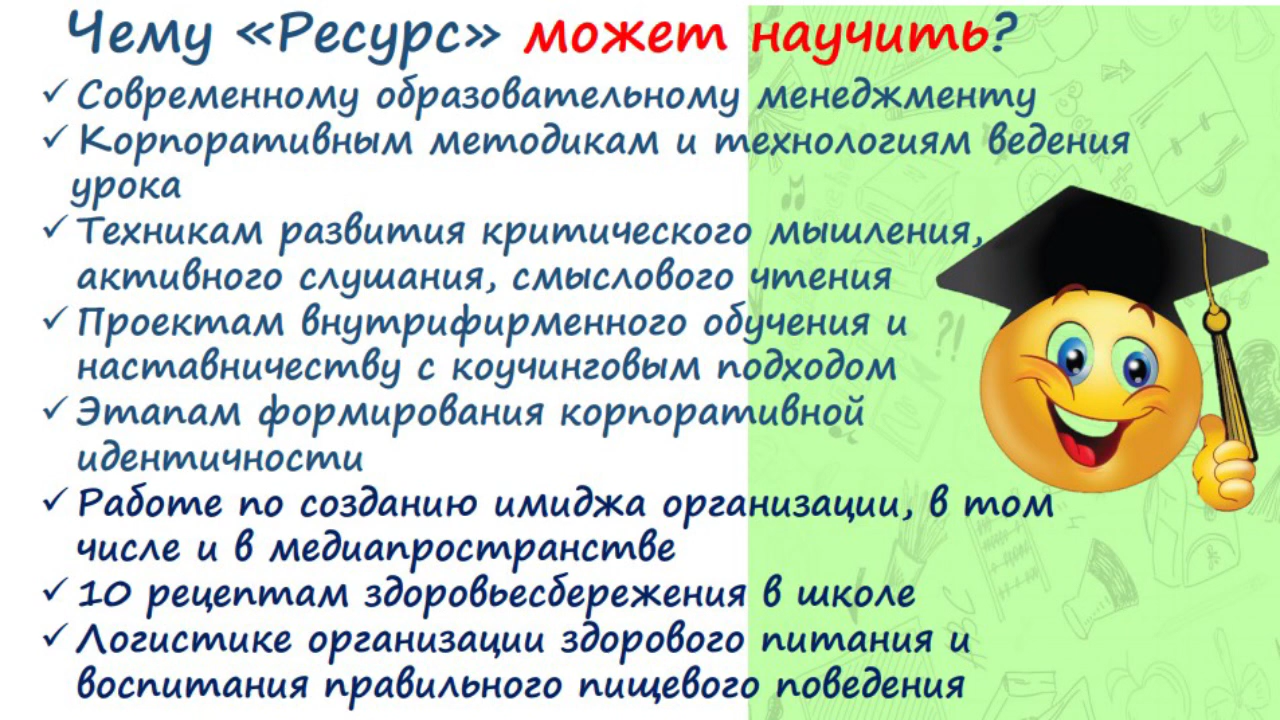 Чему «Ресурс» может научить?
✓ Современному образовательному менеджменту
✓ Корпоративным методикам и технологиям ведения
урока
✓ Техникам развития критического мышления,
активного слушания, смыслового чтения
✓ Проектам внутрифирменного обучения и
наставничеству с коучинговым подходом
✓ Этапам формирования корпоративной
идентичности
✓ Работе по созданию имиджа организации, в том
числе и в медиапространстве
✓ 10 рецептам здоровьесбережения в школе
✓ Логистике организации здорового питания и
воспитания правильного пищевого поведения